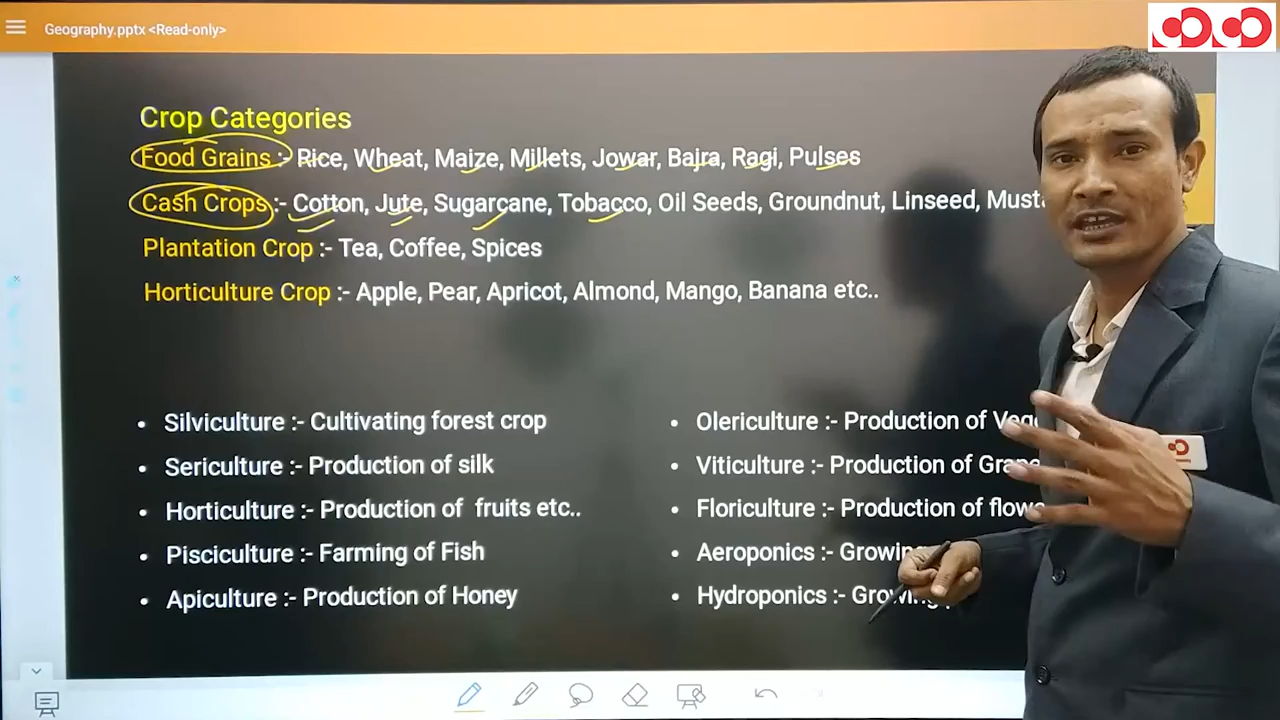 Geography.pptx <Read-only>
Crop Categories
Food Grains :- Rice, Wheat, Maize, Millets, Jowar, Bajra, Ragi, Pulses
Cash Crops :- Cotton, Jute, Sugarcane, Tobacco, Oil Seeds, Groundnut, Linseed,
Plantation Crop :- Tea, Coffee, Spices
Horticulture Crop :- Apple, Pear, Apricot, Almond, Mango, Banana etc..
• Silviculture :- Cultivating forest crop
• Sericulture :- Production of silk
• Horticulture :- Production of fruits etc..
• Pisciculture :- Farming of Fish
• Apiculture :- Production of Honey
• Olericulture :- Production of
• Viticulture :- Production of
• Floriculture :- Production of
• Aeroponics :-
• Hydroponics :-